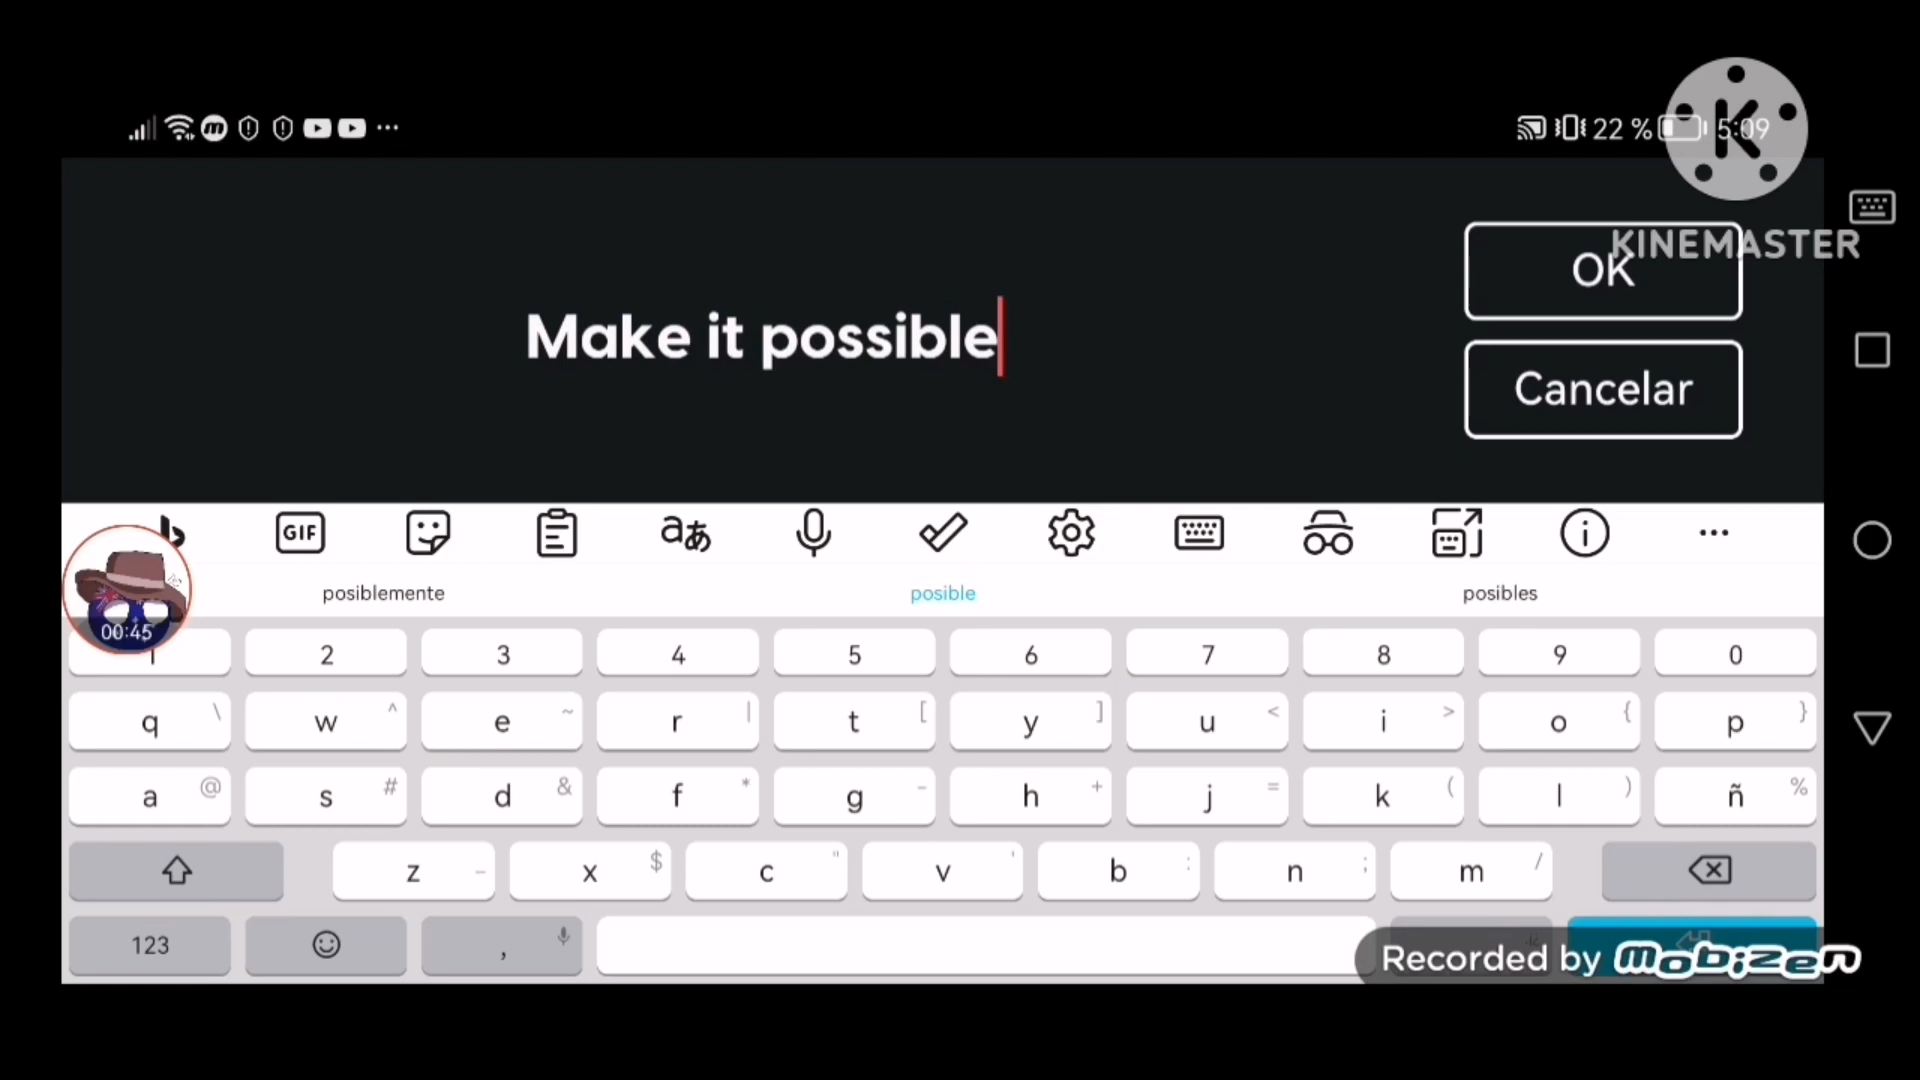 22 % 5:09
KINEMASTER
OK
Make it possible
Cancelar
GIF
posiblemente posible posibles
00:45
1 2 3 4 5 6 7 8 9 0
q \ w ^ e ~ r | t [ y ] u < i > o { p }
a @ s # d & f * g - h + j = k ( l ) ñ %
z _ x $ c " v ' b : n ; m /
123 ,
Recorded by mobizen